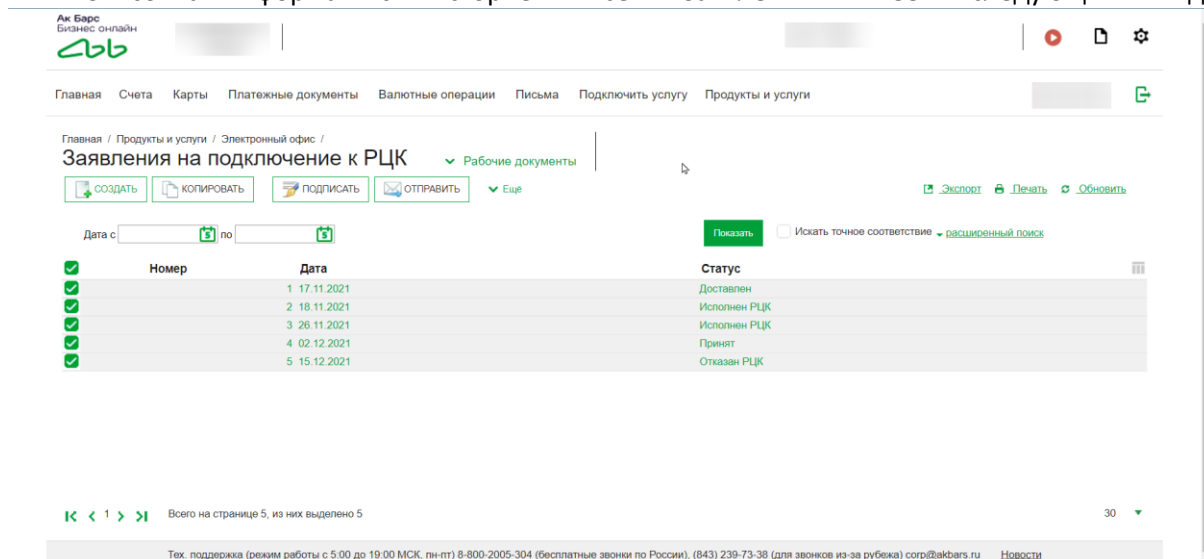 Ак Барс
Бизнес онлайн
Главная Счета Карты Платежные документы Валютные операции Письма Подключить услугу Продукты и услуги
Главная / Продукты и услуги / Электронный офис /
Заявления на подключение к РЦК Рабочие документы
СОЗДАТЬ КОПИРОВАТЬ ПОДПИСАТЬ ОТПРАВИТЬ Ещё Экспорт Печать Обновить
Дата с 5 по 5 Показать Искать точное соответствие расширенный поиск
Номер Дата Статус
1 17.11.2021 Доставлен
2 18.11.2021 Исполнен РЦК
3 26.11.2021 Исполнен РЦК
4 02.12.2021 Принят
5 15.12.2021 Отказан РЦК
1 Всего на странице 5, из них выделено 5 30
Тех. поддержка (режим работы с 5:00 до 19:00 МСК, пн-пт) 8-800-2005-304 (бесплатные звонки по России), (843) 239-73-38 (для звонков из-за рубежа) corp@akbars.ru Новости